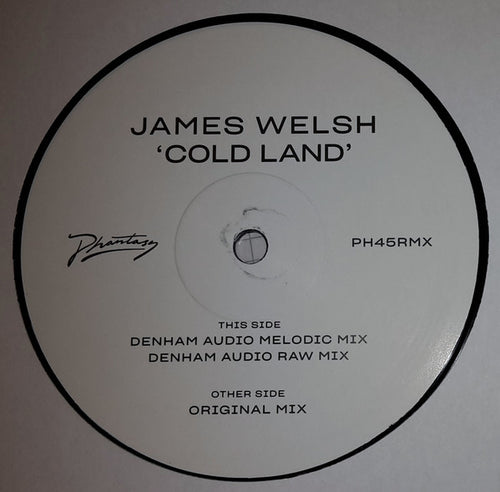 JAMES WELSH
‘COLD LAND’
Phantasy
PH45RMX
THIS SIDE
DENHAM AUDIO MELODIC MIX
DENHAM AUDIO RAW MIX
OTHER SIDE
ORIGINAL MIX